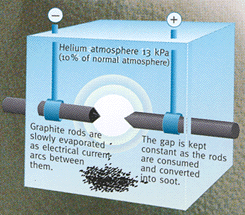 − +
Helium atmosphere 13 kPa
(10% of normal atmosphere)
Graphite rods are
slowly evaporated
as electrical current
arcs between
them.
The gap is kept
constant as the rods
are consumed
and converted
into soot.